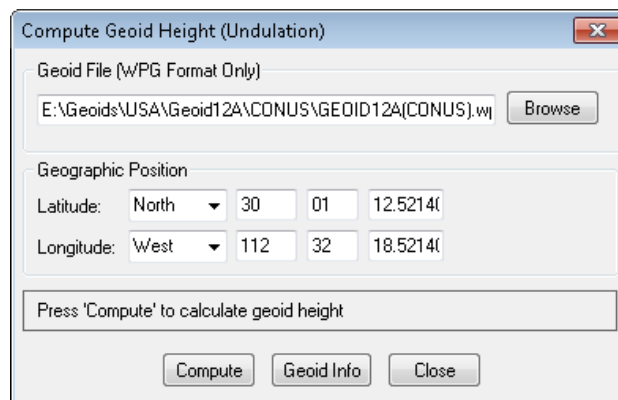 Compute Geoid Height (Undulation)
Geoid File (WPG Format Only)
E:\Geoids\USA\Geoid12A\CONUS\GEOID12A(CONUS).w
Browse
Geographic Position
Latitude: North 30 01 12.52140
Longitude: West 112 32 18.52140
Press 'Compute' to calculate geoid height
Compute Geoid Info Close